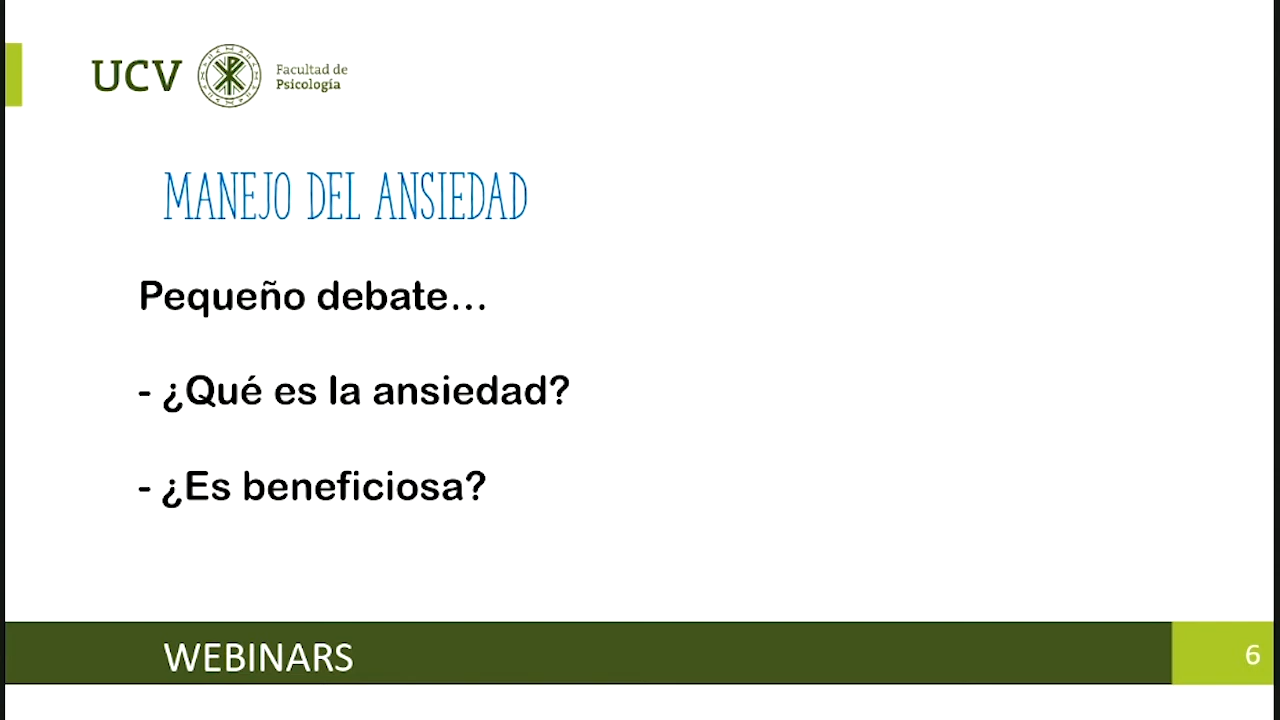 UCV
Facultad de
Psicología
MANEJO DEL ANSIEDAD
Pequeño debate...
- ¿Qué es la ansiedad?
- ¿Es beneficiosa?
WEBINARS
6